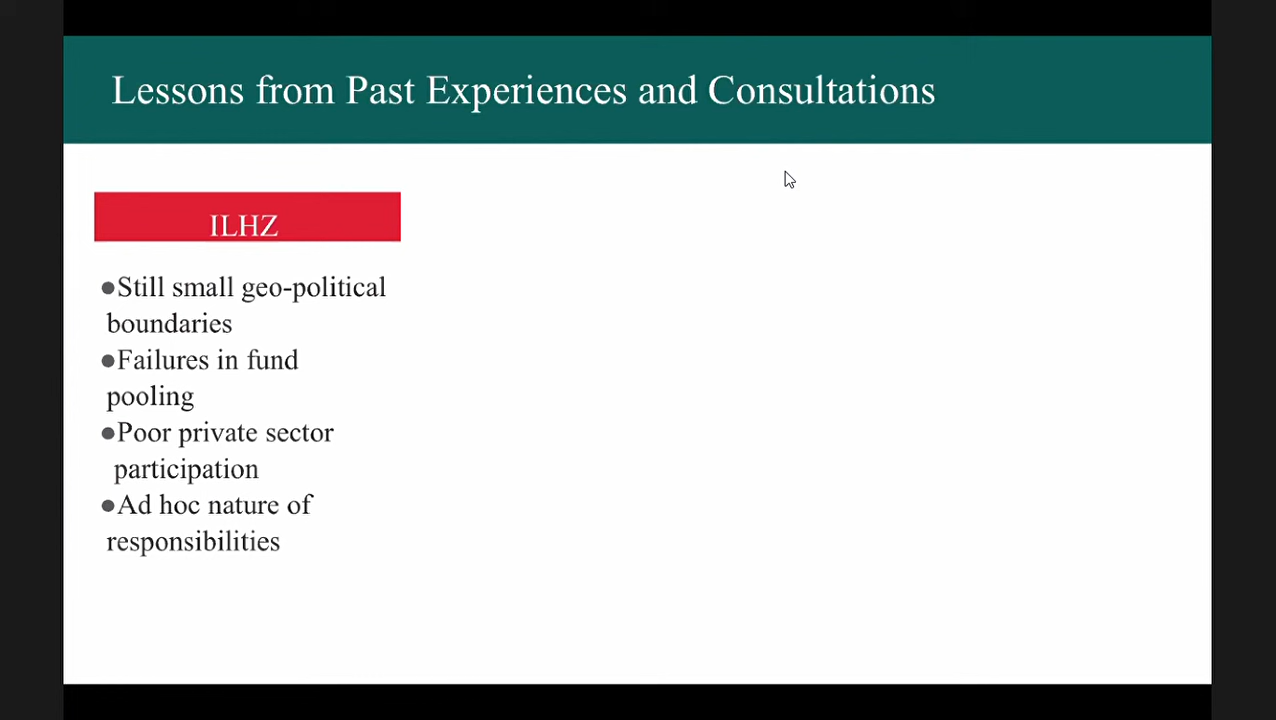 Lessons from Past Experiences and Consultations
ILHZ
●Still small geo-political
boundaries
●Failures in fund
pooling
●Poor private sector
participation
●Ad hoc nature of
responsibilities